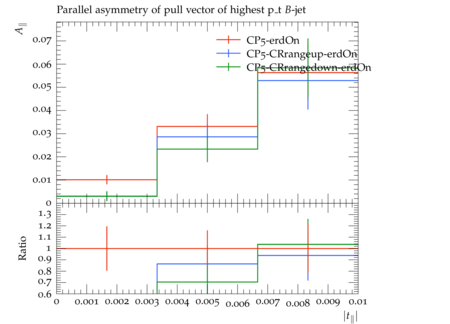 Parallel asymmetry of pull vector of highest p_t B-jet
A∥
CP5-erdOn
CP5-CRrangeup-erdOn
CP5-CRrangedown-erdOn
0.07
0.06
0.05
0.04
0.03
0.02
0.01
0
Ratio
1.3
1.2
1.1
1
0.9
0.8
0.7
0.6
0 0.001 0.002 0.003 0.004 0.005 0.006 0.007 0.008 0.009 0.01
|t∥|